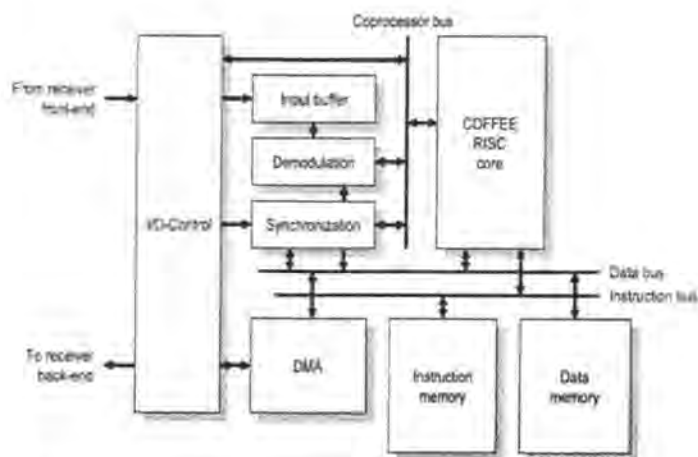 Coprocessor bus
From receiver
front-end
Input buffer
COFFEE
RISC
core
Demodulation
I/O-Control
Synchronization
Data bus
Instruction bus
To receiver
back-end
DMA
Instruction
memory
Data
memory